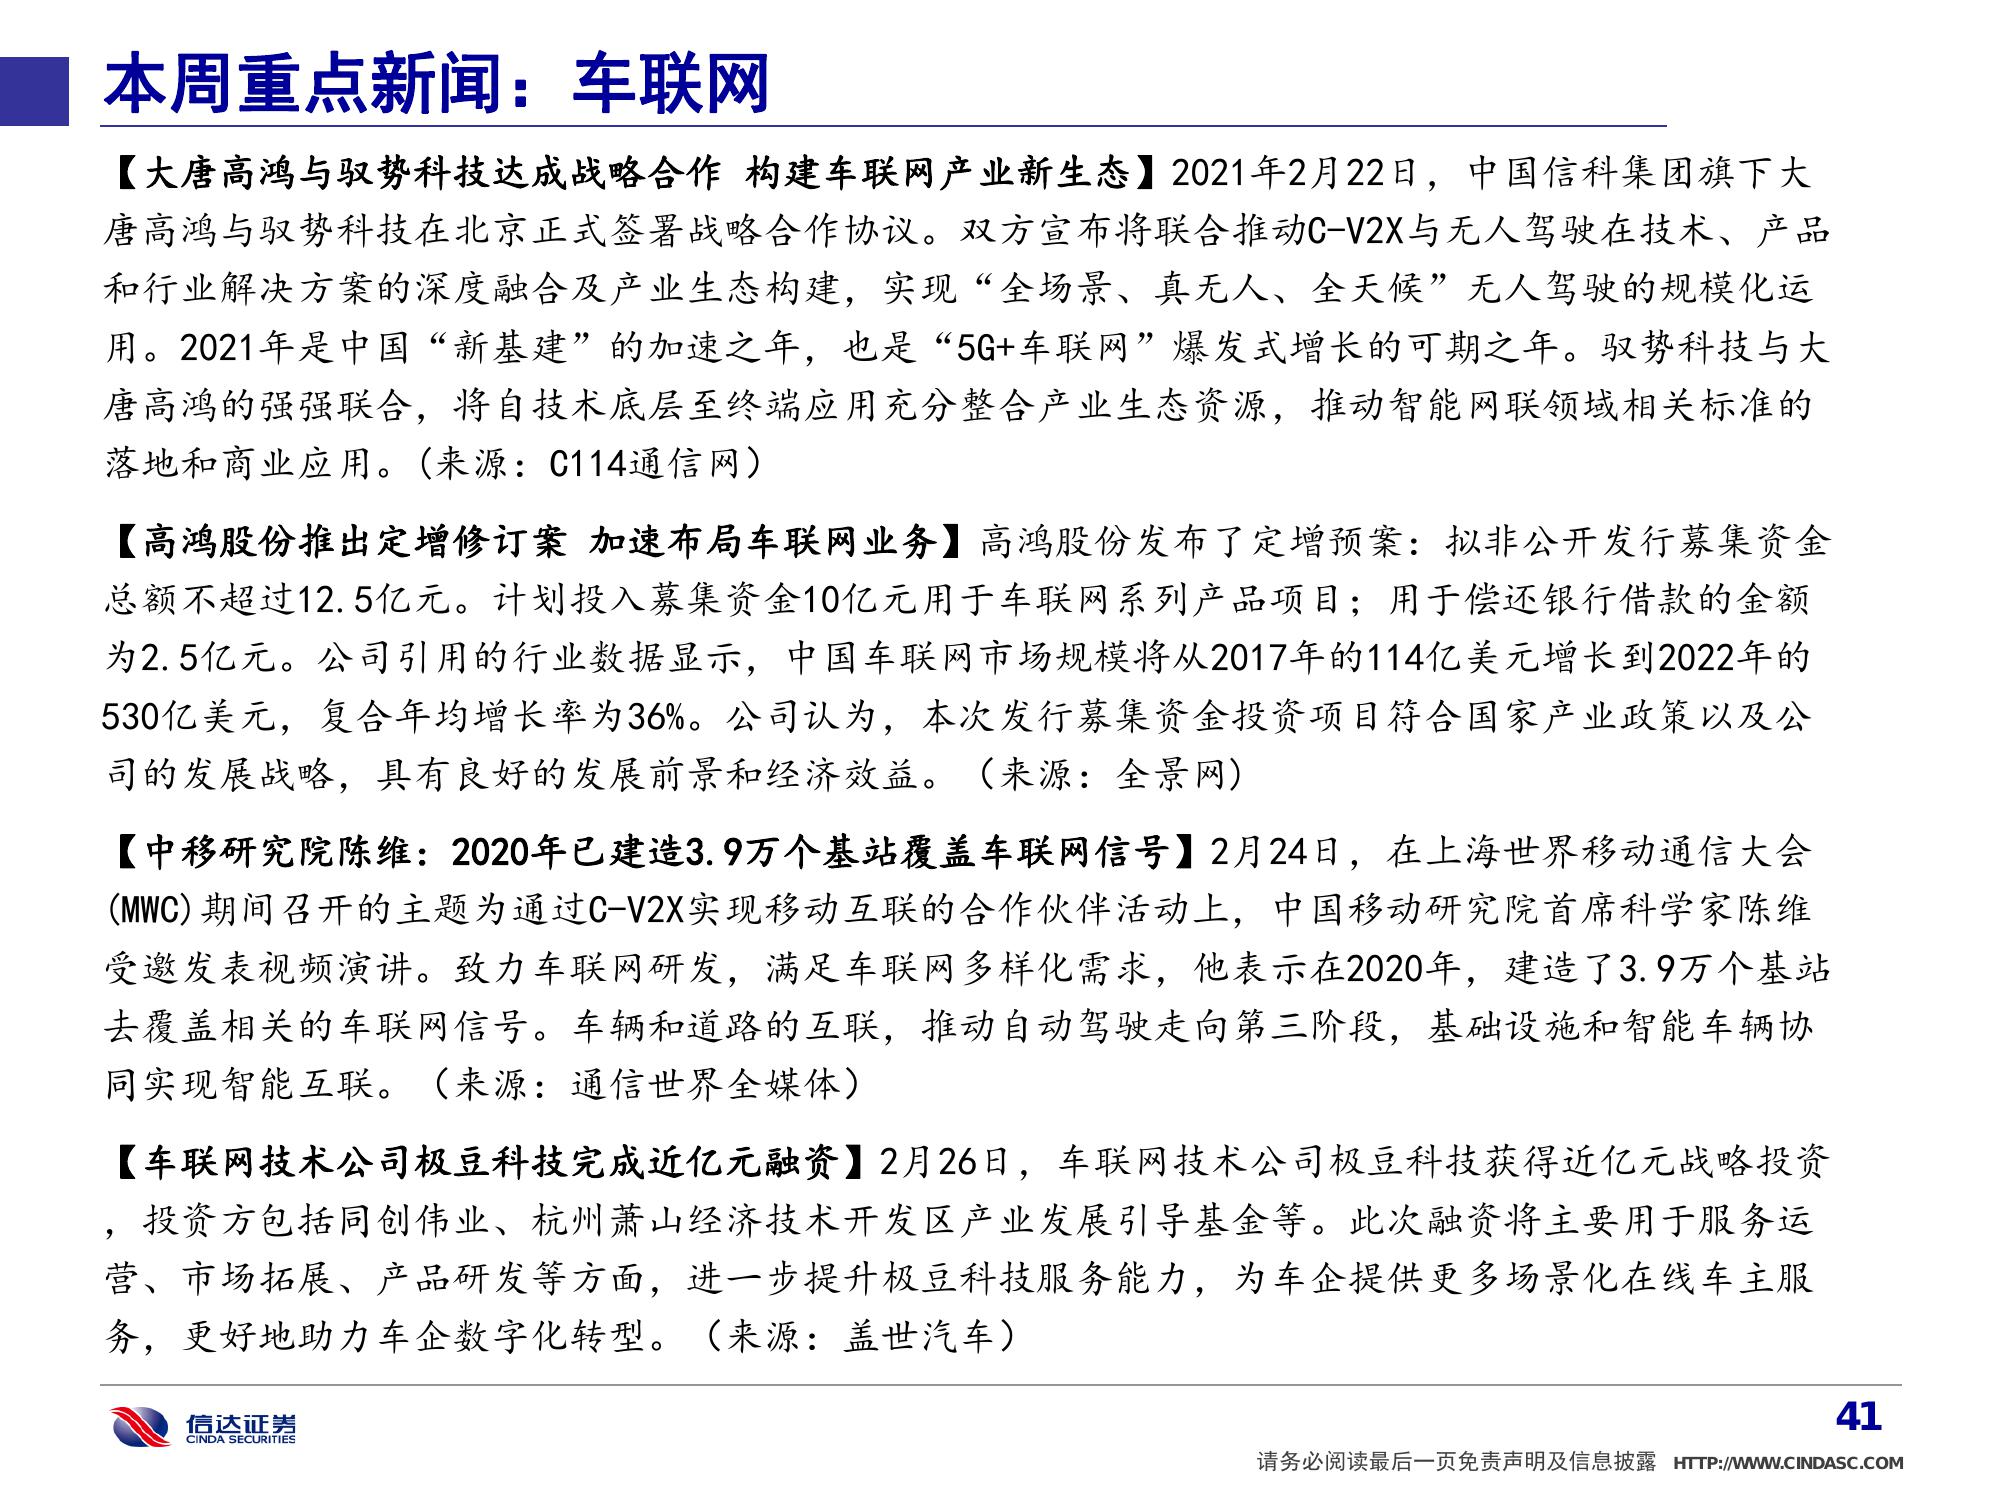 本周重点新闻：车联网
【大唐高鸿与驭势科技达成战略合作 构建车联网产业新生态】2021年2月22日，中国信科集团旗下大
唐高鸿与驭势科技在北京正式签署战略合作协议。双方宣布将联合推动C-V2X与无人驾驶在技术、产品
和行业解决方案的深度融合及产业生态构建，实现“全场景、真无人、全天候”无人驾驶的规模化运
用。2021年是中国“新基建”的加速之年，也是“5G+车联网”爆发式增长的可期之年。驭势科技与大
唐高鸿的强强联合，将自技术底层至终端应用充分整合产业生态资源，推动智能网联领域相关标准的
落地和商业应用。(来源：C114通信网）
【高鸿股份推出定增修订案 加速布局车联网业务】高鸿股份发布了定增预案：拟非公开发行募集资金
总额不超过12.5亿元。计划投入募集资金10亿元用于车联网系列产品项目；用于偿还银行借款的金额
为2.5亿元。公司引用的行业数据显示，中国车联网市场规模将从2017年的114亿美元增长到2022年的
530亿美元，复合年均增长率为36%。公司认为，本次发行募集资金投资项目符合国家产业政策以及公
司的发展战略，具有良好的发展前景和经济效益。（来源：全景网)
【中移研究院陈维：2020年已建造3.9万个基站覆盖车联网信号】2月24日，在上海世界移动通信大会
(MWC)期间召开的主题为通过C-V2X实现移动互联的合作伙伴活动上，中国移动研究院首席科学家陈维
受邀发表视频演讲。致力车联网研发，满足车联网多样化需求，他表示在2020年，建造了3.9万个基站
去覆盖相关的车联网信号。车辆和道路的互联，推动自动驾驶走向第三阶段，基础设施和智能车辆协
同实现智能互联。（来源：通信世界全媒体）
【车联网技术公司极豆科技完成近亿元融资】2月26日，车联网技术公司极豆科技获得近亿元战略投资
，投资方包括同创伟业、杭州萧山经济技术开发区产业发展引导基金等。此次融资将主要用于服务运
营、市场拓展、产品研发等方面，进一步提升极豆科技服务能力，为车企提供更多场景化在线车主服
务，更好地助力车企数字化转型。（来源：盖世汽车）
信达证券
CINDA SECURITIES
41
请务必阅读最后一页免责声明及信息披露 HTTP://WWW.CINDASC.COM